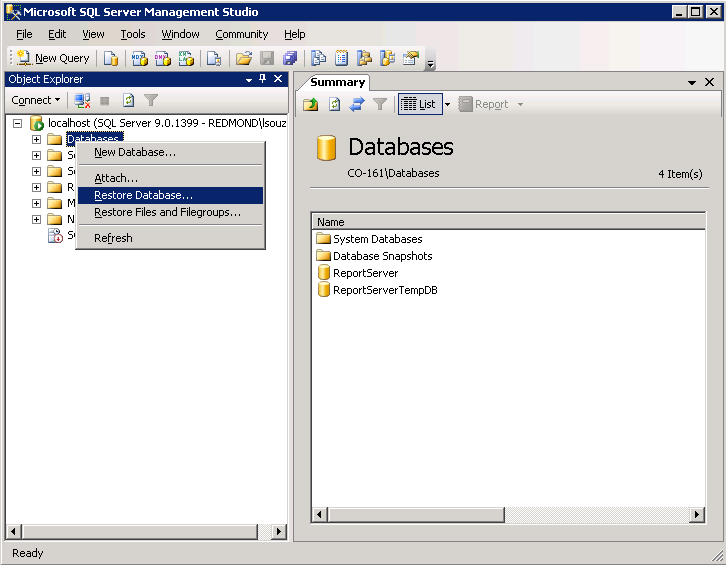 Microsoft SQL Server Management Studio
File Edit View Tools Window Community Help
New Query
Object Explorer
Connect
localhost (SQL Server 9.0.1399 - REDMOND\lsouz
Databases
New Database...
Attach...
Restore Database...
Restore Files and Filegroups...
Refresh
Summary
List
Report
Databases
CO-161\Databases
4 Item(s)
Name
System Databases
Database Snapshots
ReportServer
ReportServerTempDB
Ready